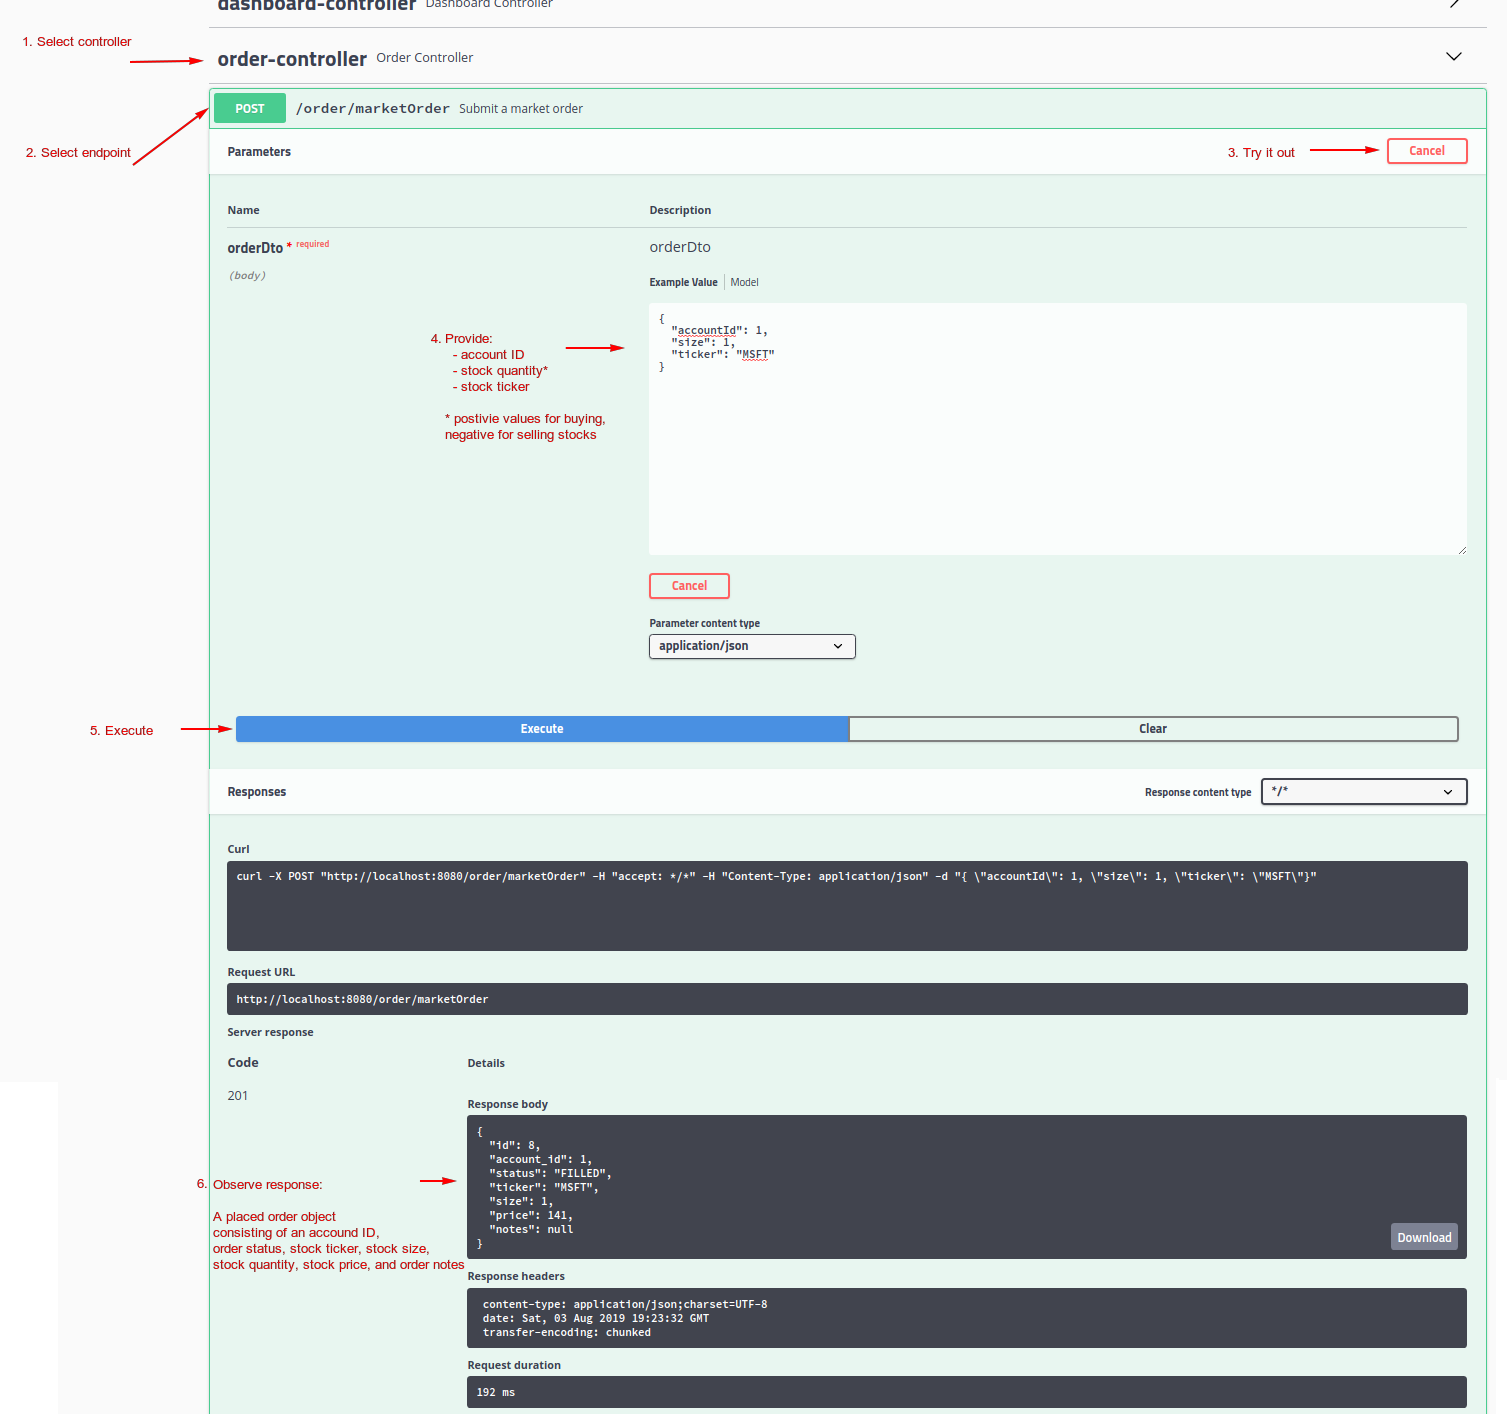 dashboard-controller Dashboard Controller
1. Select controller
order-controller Order Controller
POST /order/marketOrder Submit a market order
2. Select endpoint
Parameters
3. Try it out
Cancel
Name Description
orderDto * required orderDto
(body)
Example Value Model
{
"accountId": 1,
"size": 1,
"ticker": "MSFT"
}
4. Provide:
- account ID
- stock quantity*
- stock ticker
* postivie values for buying,
negative for selling stocks
Cancel
Parameter content type
application/json
5. Execute
Execute Clear
Responses Response content type */*
Curl
curl -X POST "http://localhost:8080/order/marketOrder" -H "accept: */*" -H "Content-Type: application/json" -d "{ \"accountId\": 1, \"size\": 1, \"ticker\": \"MSFT\"}"
Request URL
http://localhost:8080/order/marketOrder
Server response
Code Details
201
Response body
{
"id": 8,
"account_id": 1,
"status": "FILLED",
"ticker": "MSFT",
"size": 1,
"price": 141,
"notes": null
}
Download
6. Observe response:
A placed order object
consisting of an accound ID,
order status, stock ticker, stock size,
stock quantity, stock price, and order notes
Response headers
content-type: application/json;charset=UTF-8
date: Sat, 03 Aug 2019 19:23:32 GMT
transfer-encoding: chunked
Request duration
192 ms